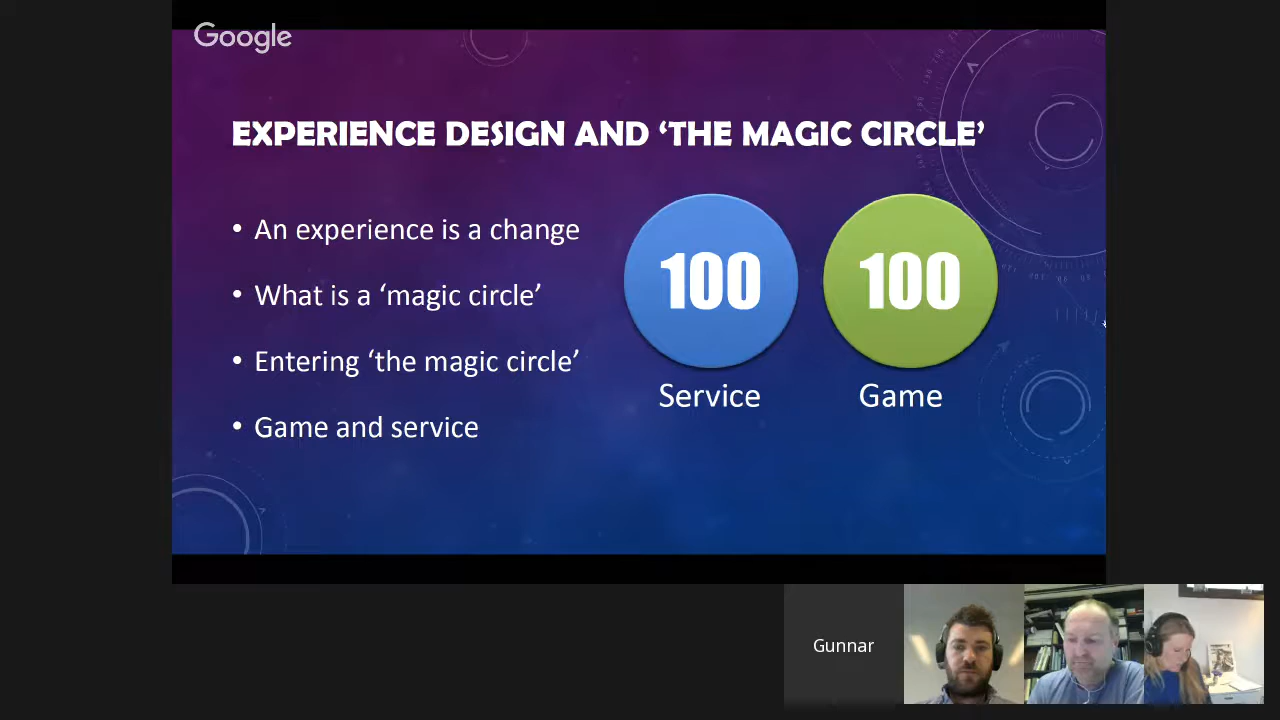 Google
EXPERIENCE DESIGN AND ‘THE MAGIC CIRCLE’
• An experience is a change
• What is a ‘magic circle’
• Entering ‘the magic circle’
• Game and service
100
Service
100
Game
Gunnar